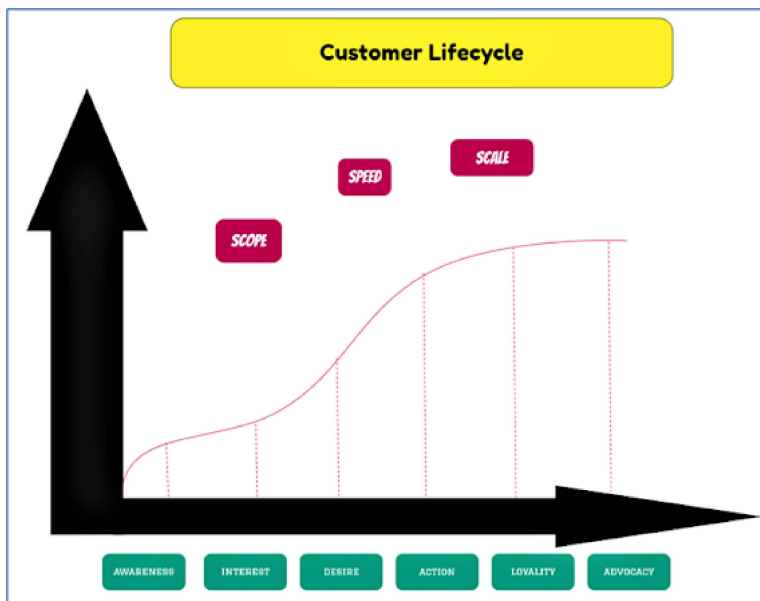 Customer Lifecycle
SCALE
SPEED
SCOPE
AWARENESS
INTEREST
DESIRE
ACTION
LOYALITY
ADVOCACY